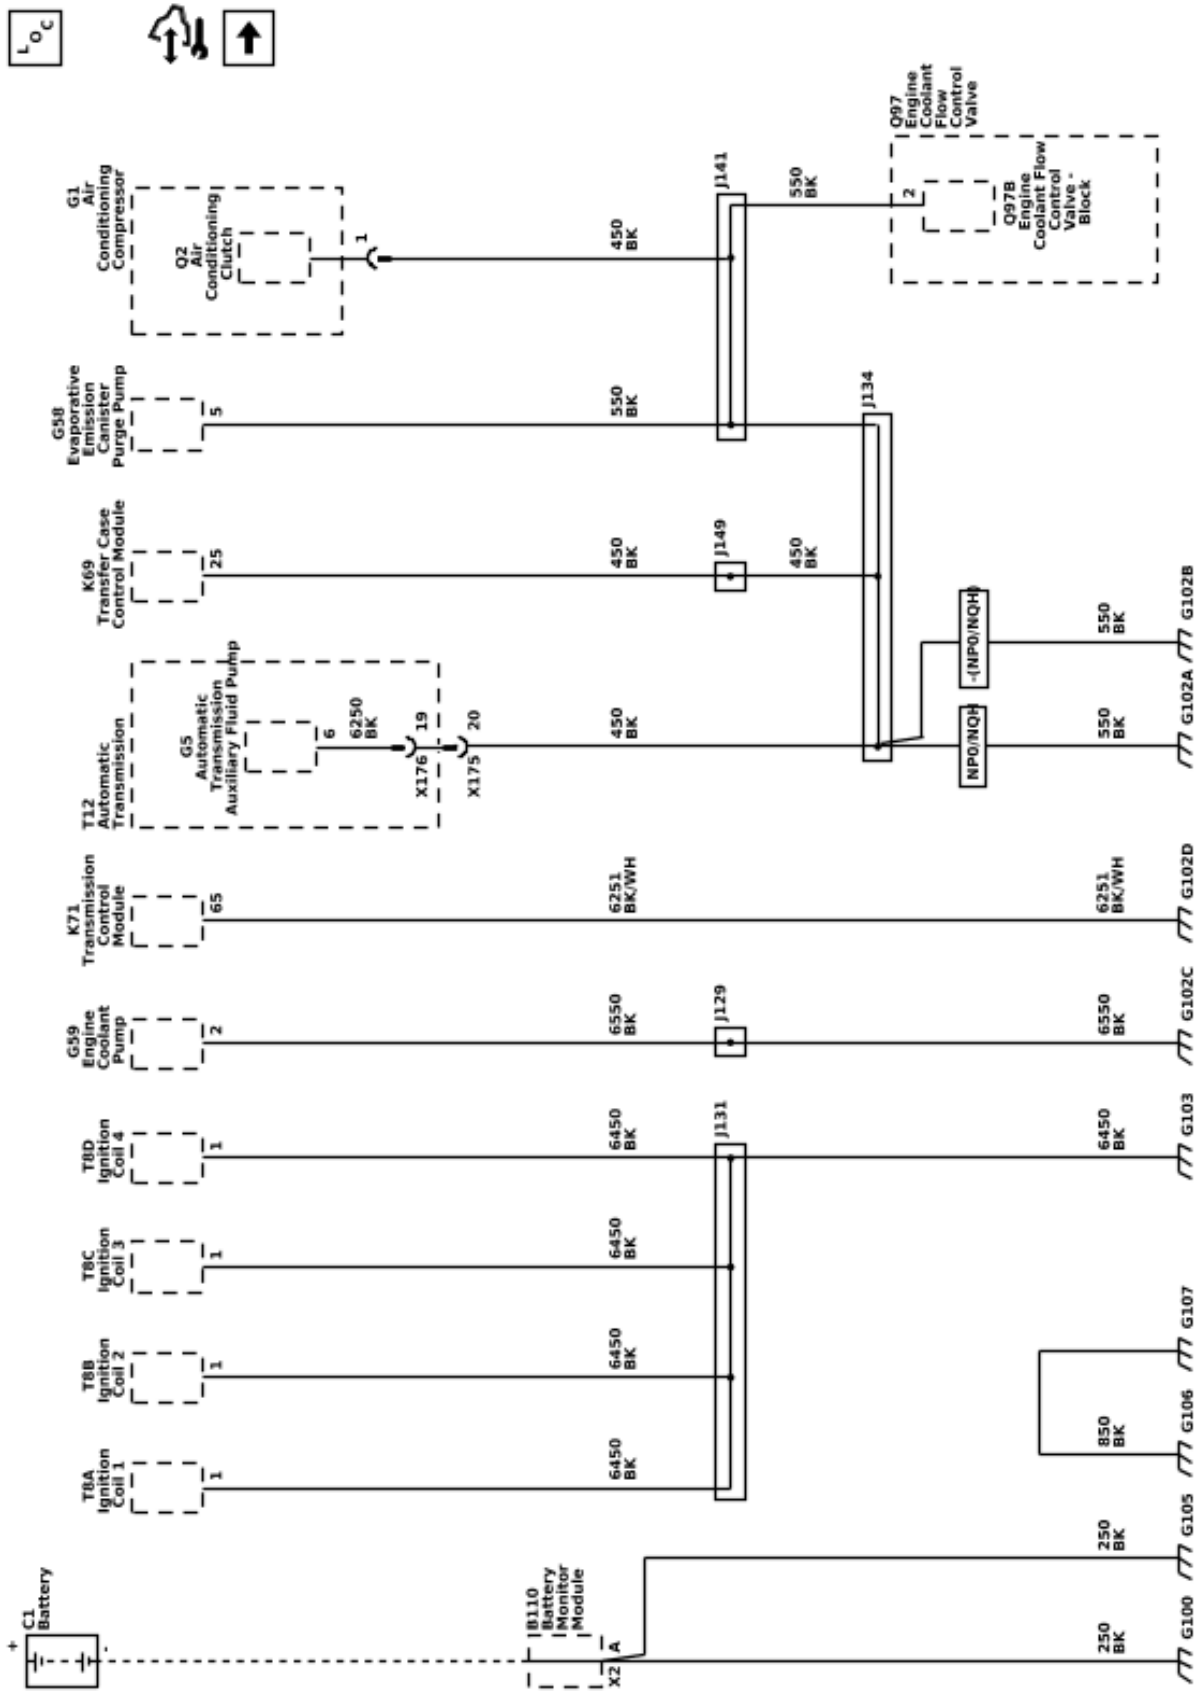 LOC
+
-
C1
Battery
B110
Battery
Monitor
Module
X2
A
250
BK
G100
250
BK
G105
850
BK
G106
G107
T8A
Ignition
Coil 1
1
6450
BK
T8B
Ignition
Coil 2
1
6450
BK
T8C
Ignition
Coil 3
1
6450
BK
T8D
Ignition
Coil 4
1
6450
BK
J131
6450
BK
G103
G59
Engine
Coolant
Pump
2
6550
BK
J129
6550
BK
G102C
K71
Transmission
Control
Module
65
6251
BK/WH
6251
BK/WH
G102D
T12
Automatic
Transmission
G5
Automatic
Transmission
Auxiliary Fluid Pump
6
6250
BK
X176
19
X175
20
450
BK
NP0/NQH
550
BK
G102A
-(NP0/NQH)
550
BK
G102B
K69
Transfer Case
Control Module
25
450
BK
J149
450
BK
J134
G58
Evaporative
Emission
Canister
Purge Pump
5
550
BK
G1
Air
Conditioning
Compressor
Q2
Air
Conditioning
Clutch
1
450
BK
J141
550
BK
Q97
Engine
Coolant
Flow
Control
Valve
2
Q97B
Engine
Coolant Flow
Control
Valve -
Block